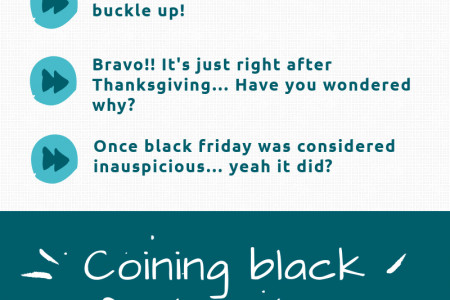 buckle up!
Bravo!! It's just right after
Thanksgiving... Have you wondered
why?
Once black friday was considered
inauspicious... yeah it did?
Coining black